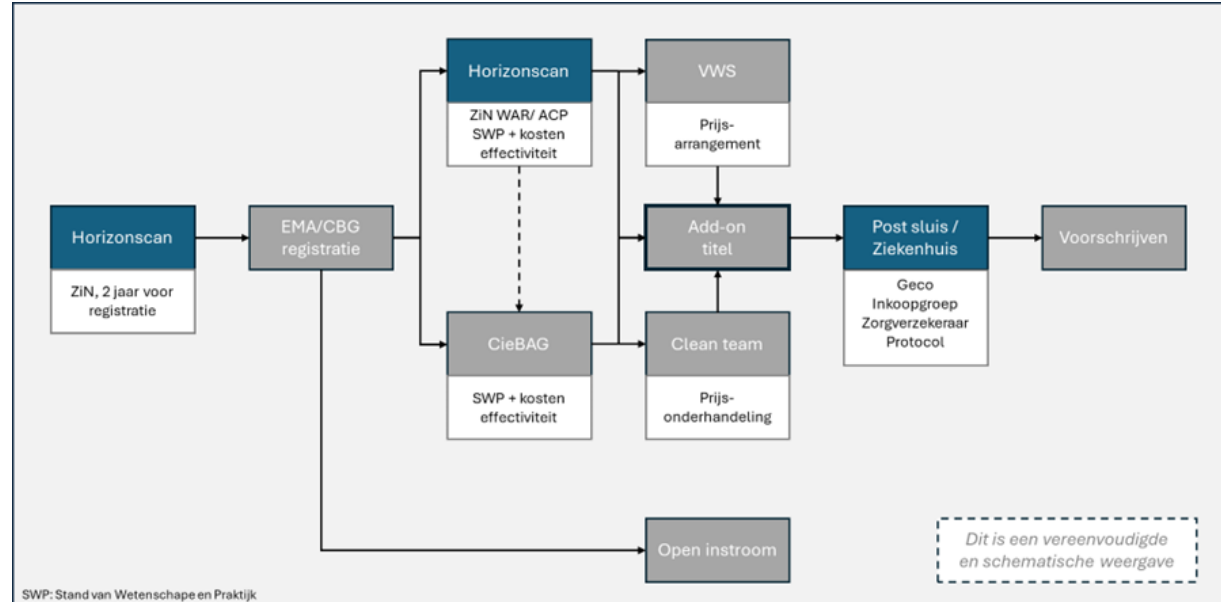 Horizonscan
ZiN WAR/ ACP
SWP + kosten
effectiviteit
VWS
Prijs-
arrangement
Horizonscan
ZiN, 2 jaar voor
registratie
EMA/CBG
registratie
Add-on
titel
Post sluis /
Ziekenhuis
Geco
Inkoopgroep
Zorgverzekeraar
Protocol
Voorschrijven
CieBAG
SWP + kosten
effectiviteit
Clean team
Prijs-
onderhandeling
Open instroom
Dit is een vereenvoudigde
en schematische weergave
SWP: Stand van Wetenschape en Praktijk